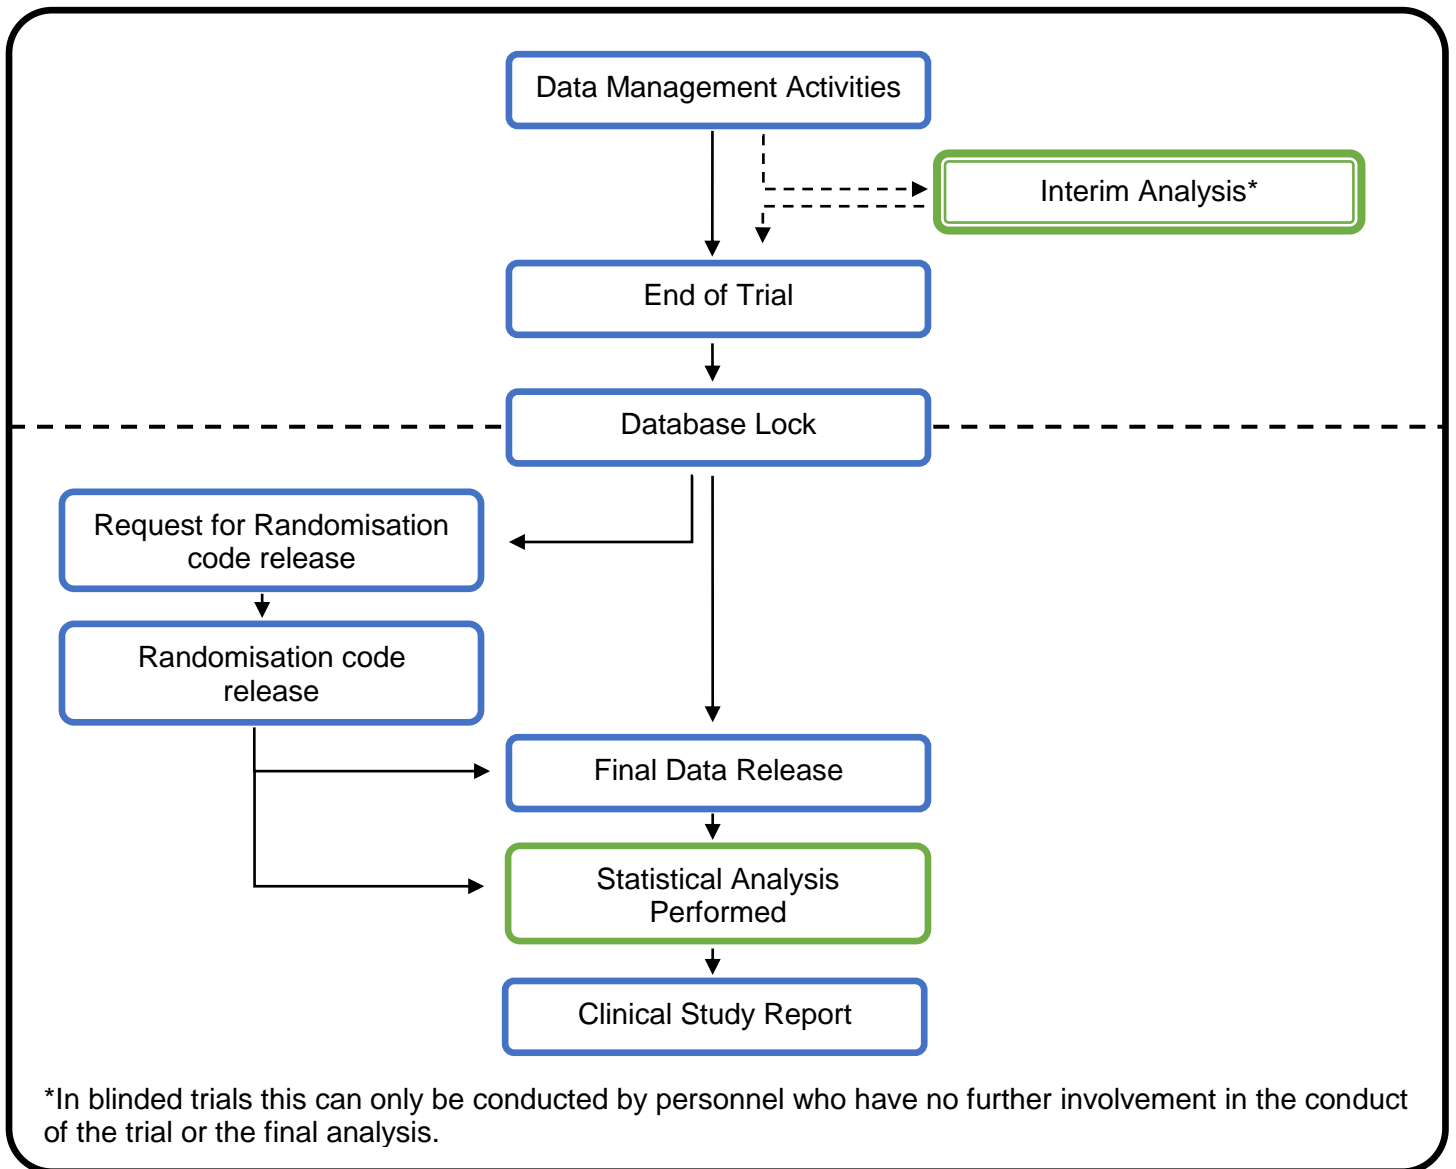 Data Management Activities
Interim Analysis*
End of Trial
Database Lock
Request for Randomisation
code release
Randomisation code
release
Final Data Release
Statistical Analysis
Performed
Clinical Study Report
*In blinded trials this can only be conducted by personnel who have no further involvement in the conduct
of the trial or the final analysis.